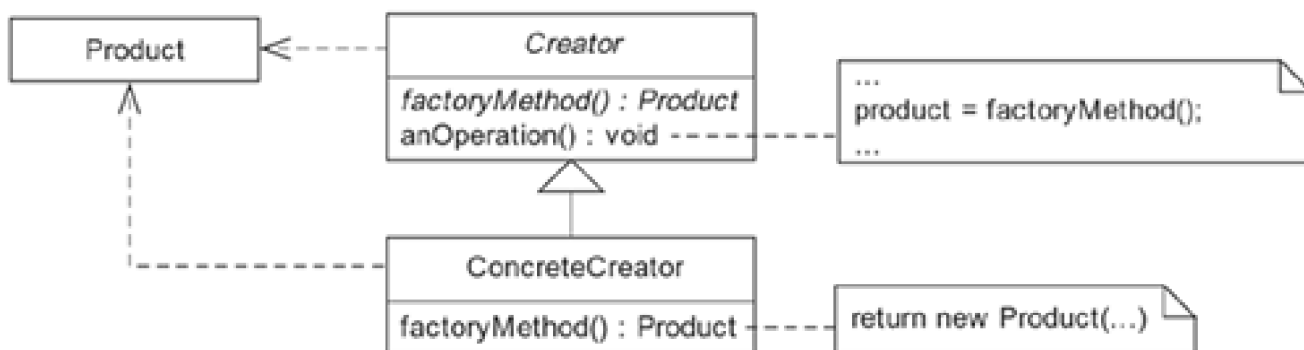 Product
Creator
factoryMethod() : Product
anOperation() : void
...
product = factoryMethod();
...
ConcreteCreator
factoryMethod() : Product
return new Product(...)